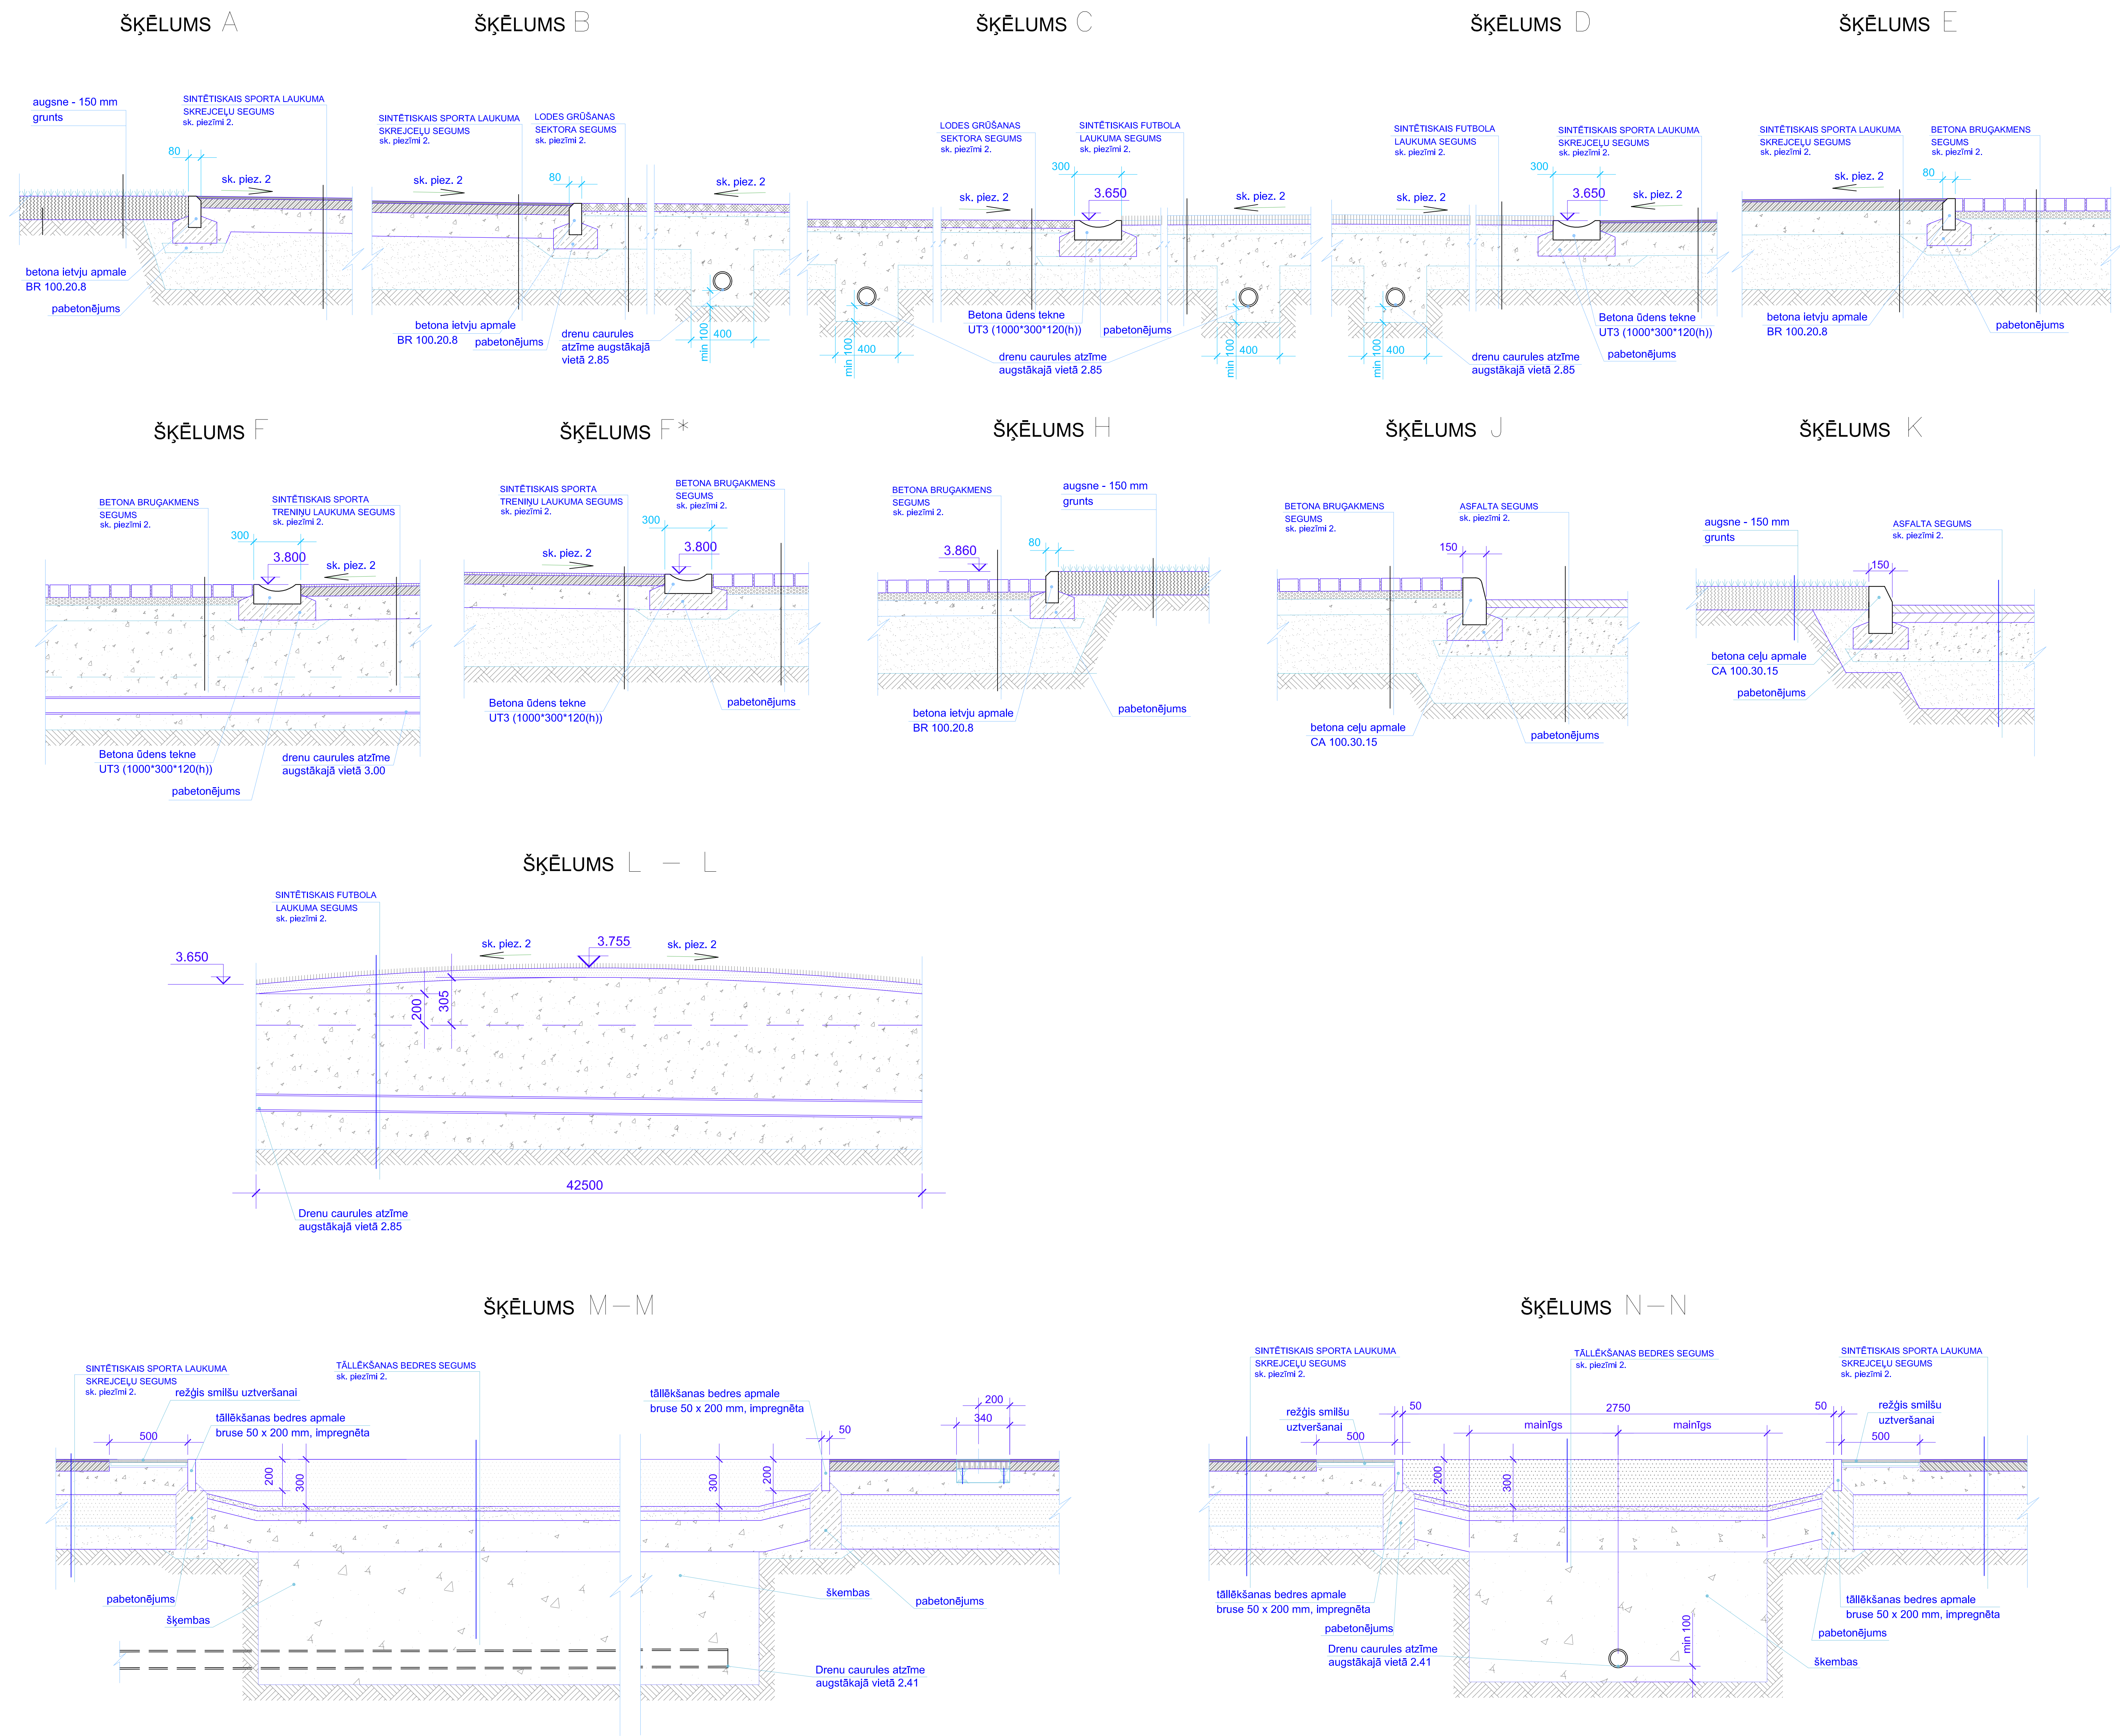 ŠĶĒLUMS A
augsne - 150 mm
grunts
SINTĒTISKAIS SPORTA LAUKUMA
SKREJCEĻU SEGUMS
sk. piezīmi 2.
80
sk. piez. 2
betona ietvju apmale
BR 100.20.8
pabetonējums
ŠĶĒLUMS B
SINTĒTISKAIS SPORTA LAUKUMA
SKREJCEĻU SEGUMS
sk. piezīmi 2.
LODES GRŪŠANAS
SEKTORA SEGUMS
sk. piezīmi 2.
80
sk. piez. 2
sk. piez. 2
betona ietvju apmale
BR 100.20.8
pabetonējums
drenu caurules
atzīme augstākajā
vietā 2.85
min 100
400
ŠĶĒLUMS C
LODES GRŪŠANAS
SEKTORA SEGUMS
sk. piezīmi 2.
SINTĒTISKAIS FUTBOLA
LAUKUMA SEGUMS
sk. piezīmi 2.
300
3.650
sk. piez. 2
sk. piez. 2
Betona ūdens tekne
UT3 (1000*300*120(h))
pabetonējums
min 100
400
drenu caurules atzīme
augstākajā vietā 2.85
min 100
400
ŠĶĒLUMS D
SINTĒTISKAIS FUTBOLA
LAUKUMA SEGUMS
sk. piezīmi 2.
SINTĒTISKAIS SPORTA LAUKUMA
SKREJCEĻU SEGUMS
sk. piezīmi 2.
300
3.650
sk. piez. 2
sk. piez. 2
Betona ūdens tekne
UT3 (1000*300*120(h))
pabetonējums
min 100
400
drenu caurules atzīme
augstākajā vietā 2.85
ŠĶĒLUMS E
SINTĒTISKAIS SPORTA LAUKUMA
SKREJCEĻU SEGUMS
sk. piezīmi 2.
BETONA BRUĢAKMENS
SEGUMS
sk. piezīmi 2.
80
sk. piez. 2
betona ietvju apmale
BR 100.20.8
pabetonējums
ŠĶĒLUMS F
BETONA BRUĢAKMENS
SEGUMS
sk. piezīmi 2.
SINTĒTISKAIS SPORTA
TRENIŅU LAUKUMA SEGUMS
sk. piezīmi 2.
300
3.800
sk. piez. 2
Betona ūdens tekne
UT3 (1000*300*120(h))
pabetonējums
drenu caurules atzīme
augstākajā vietā 3.00
ŠĶĒLUMS F*
SINTĒTISKAIS SPORTA
TRENIŅU LAUKUMA SEGUMS
sk. piezīmi 2.
BETONA BRUĢAKMENS
SEGUMS
sk. piezīmi 2.
300
3.800
sk. piez. 2
Betona ūdens tekne
UT3 (1000*300*120(h))
pabetonējums
ŠĶĒLUMS H
BETONA BRUĢAKMENS
SEGUMS
sk. piezīmi 2.
augsne - 150 mm
grunts
80
3.860
betona ietvju apmale
BR 100.20.8
pabetonējums
ŠĶĒLUMS J
BETONA BRUĢAKMENS
SEGUMS
sk. piezīmi 2.
ASFALTA SEGUMS
sk. piezīmi 2.
150
betona ceļu apmale
CA 100.30.15
pabetonējums
ŠĶĒLUMS K
augsne - 150 mm
grunts
ASFALTA SEGUMS
sk. piezīmi 2.
150
betona ceļu apmale
CA 100.30.15
pabetonējums
ŠĶĒLUMS L - L
SINTĒTISKAIS FUTBOLA
LAUKUMA SEGUMS
sk. piezīmi 2.
3.650
sk. piez. 2
3.755
sk. piez. 2
200
305
42500
Drenu caurules atzīme
augstākajā vietā 2.85
ŠĶĒLUMS M-M
SINTĒTISKAIS SPORTA LAUKUMA
SKREJCEĻU SEGUMS
sk. piezīmi 2.
režģis smilšu uztveršanai
TĀLLĒKŠANAS BEDRES SEGUMS
sk. piezīmi 2.
tāllēkšanas bedres apmale
bruse 50 x 200 mm, impregnēta
tāllēkšanas bedres apmale
bruse 50 x 200 mm, impregnēta
500
200
300
300
200
50
200
340
pabetonējums
šķembas
škembas
pabetonējums
Drenu caurules atzīme
augstākajā vietā 2.41
ŠĶĒLUMS N-N
SINTĒTISKAIS SPORTA LAUKUMA
SKREJCEĻU SEGUMS
sk. piezīmi 2.
TĀLLĒKŠANAS BEDRES SEGUMS
sk. piezīmi 2.
SINTĒTISKAIS SPORTA LAUKUMA
SKREJCEĻU SEGUMS
sk. piezīmi 2.
režģis smilšu
uztveršanai
500
50
2750
mainīgs
mainīgs
50
režģis smilšu
uztveršanai
500
200
300
tāllēkšanas bedres apmale
bruse 50 x 200 mm, impregnēta
pabetonējums
Drenu caurules atzīme
augstākajā vietā 2.41
min 100
tāllēkšanas bedres apmale
bruse 50 x 200 mm, impregnēta
pabetonējums
škembas